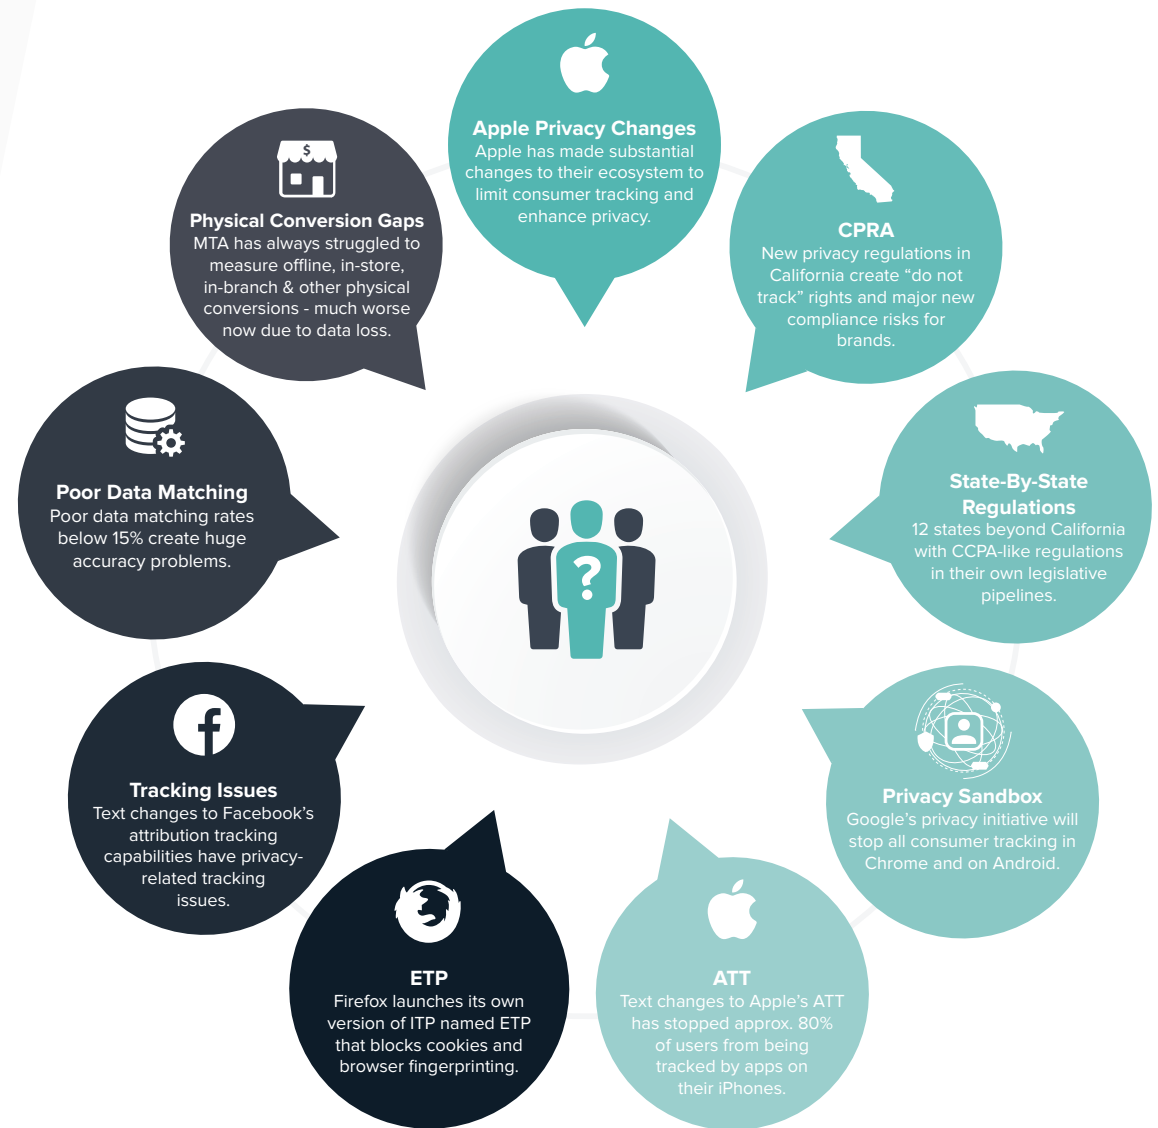 Apple Privacy Changes
Apple has made substantial
changes to their ecosystem to
limit consumer tracking and
enhance privacy.
CPRA
New privacy regulations in
California create “do not
track” rights and major new
compliance risks for
brands.
State-By-State
Regulations
12 states beyond California
with CCPA-like regulations
in their own legislative
pipelines.
Privacy Sandbox
Google’s privacy initiative will
stop all consumer tracking in
Chrome and on Android.
ATT
Text changes to Apple’s ATT
has stopped approx. 80%
of users from being
tracked by apps on
their iPhones.
ETP
Firefox launches its own
version of ITP named ETP
that blocks cookies and
browser fingerprinting.
Tracking Issues
Text changes to Facebook’s
attribution tracking
capabilities have privacy-
related tracking
issues.
Poor Data Matching
Poor data matching rates
below 15% create huge
accuracy problems.
$
Physical Conversion Gaps
MTA has always struggled to
measure offline, in-store,
in-branch & other physical
conversions - much worse
now due to data loss.
?